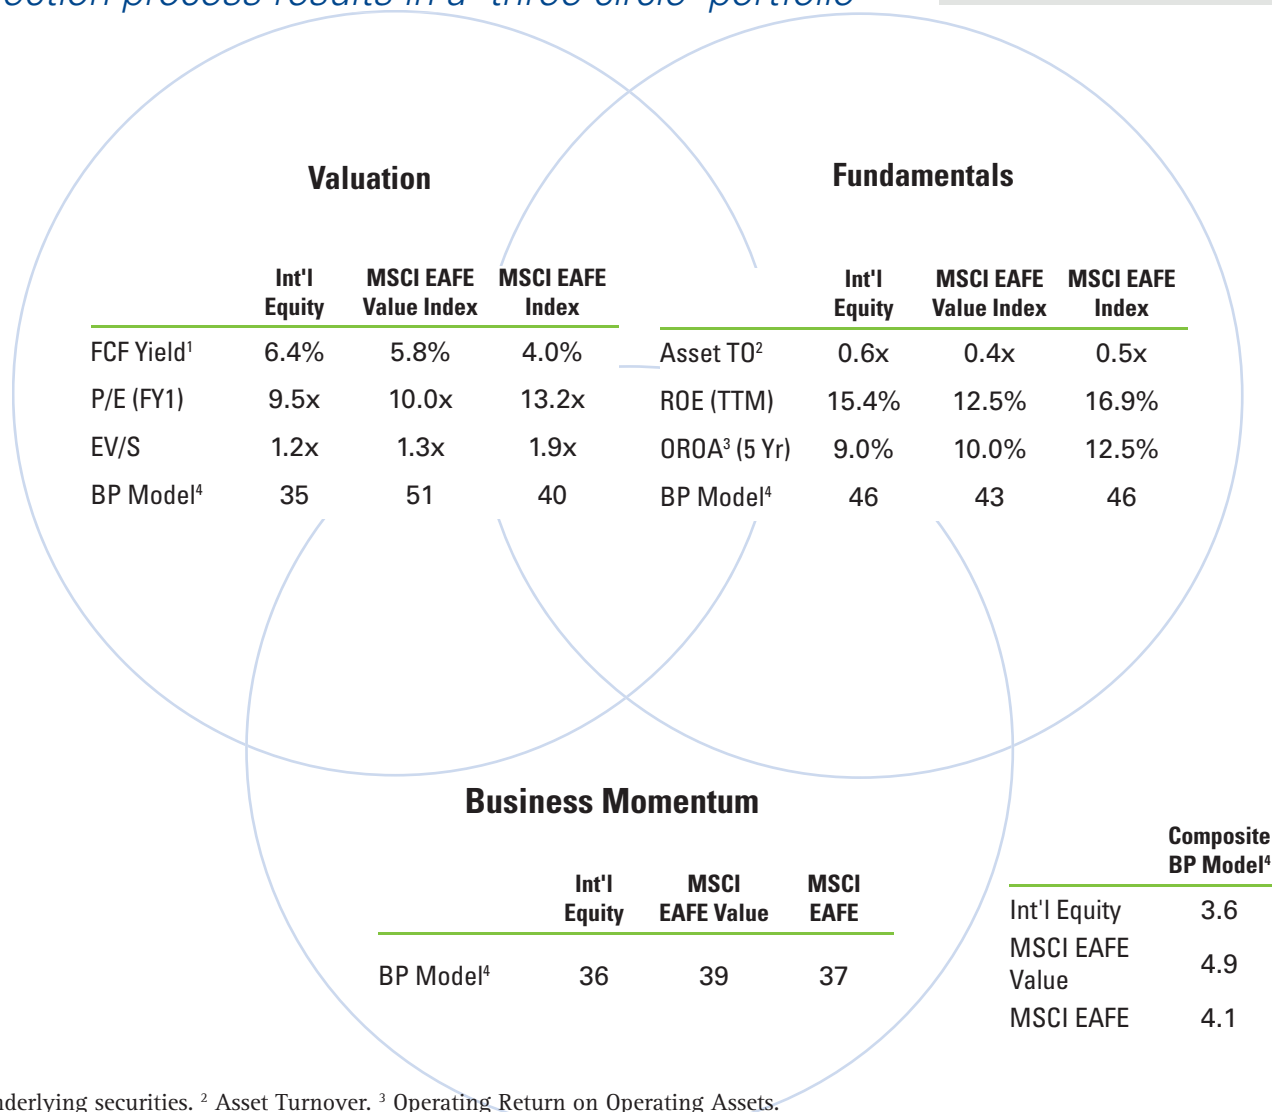 process results in a "three circle" portfolio
Valuation
Int'l MSCI EAFE MSCI EAFE
Equity Value Index Index
FCF Yield¹ 6.4% 5.8% 4.0%
P/E (FY1) 9.5x 10.0x 13.2x
EV/S 1.2x 1.3x 1.9x
BP Model⁴ 35 51 40
Fundamentals
Int'l MSCI EAFE MSCI EAFE
Equity Value Index Index
Asset TO² 0.6x 0.4x 0.5x
ROE (TTM) 15.4% 12.5% 16.9%
OROA³ (5 Yr) 9.0% 10.0% 12.5%
BP Model⁴ 46 43 46
Business Momentum
Int'l MSCI MSCI
Equity EAFE Value EAFE
BP Model⁴ 36 39 37
Composite
BP Model⁴
Int'l Equity 3.6
MSCI EAFE
Value 4.9
MSCI EAFE 4.1
nderlying securities. ² Asset Turnover. ³ Operating Return on Operating Assets.